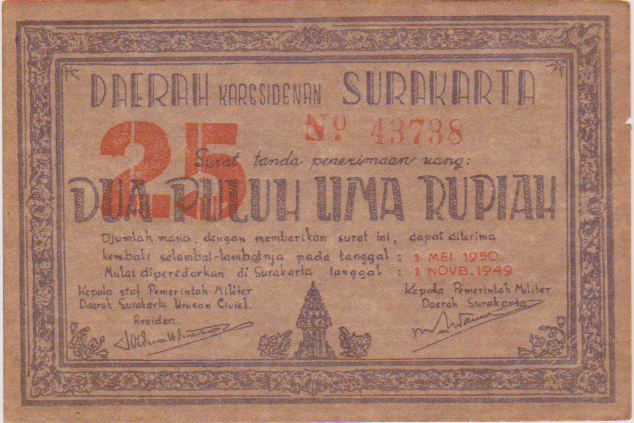 DAERAH KARESIDENAN SURAKARTA
No 43738
25
Surat tanda penerimaan uang:
DUA PULUH LIMA RUPIAH
Djumlah mana, dengan memberikan surat ini, dapat diterima
kembali selambat-lambatnja pada tanggal : 1 MEI 1950
Mulai diperedarkan di Surakarta tanggal : 1 NOVB. 1949
Kepala staf Pemerintah Militer
Daerah Surakarta Urusan Civiel.
Residen.
Kepala Pemerintah Militer
Daerah Surakarta